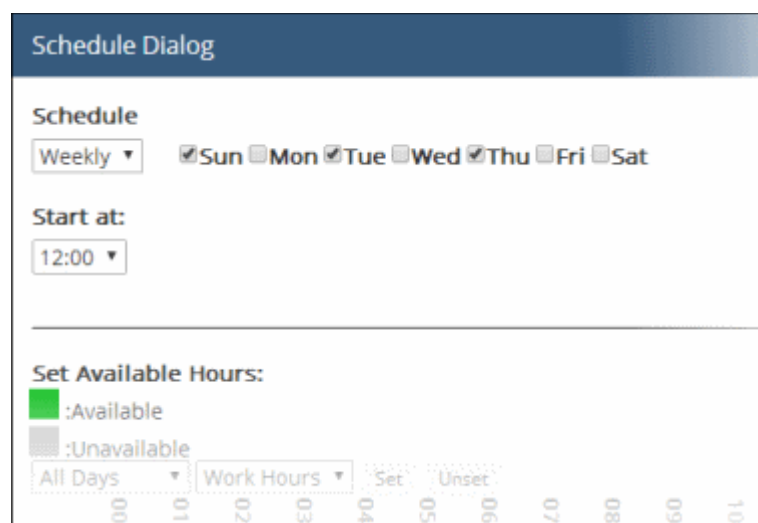 Schedule Dialog
Schedule
Weekly Sun Mon Tue Wed Thu Fri Sat
Start at:
12:00
Set Available Hours:
:Available
:Unavailable
All Days Work Hours Set Unset
00 01 02 03 04 05 06 07 08 09 10